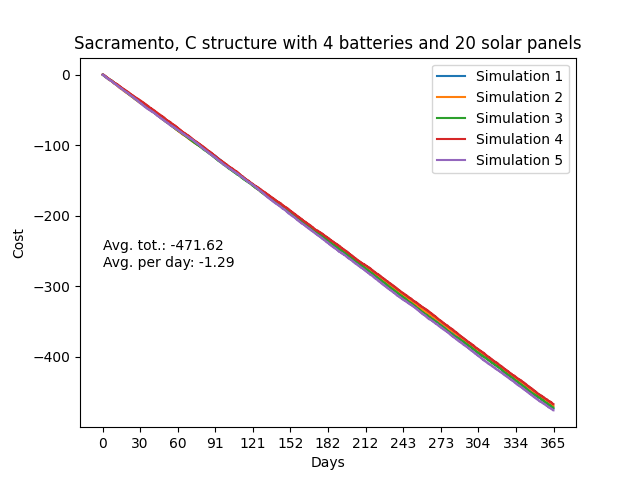 Sacramento, C structure with 4 batteries and 20 solar panels
0
−100
−200
−300
−400
Cost
Simulation 1
Simulation 2
Simulation 3
Simulation 4
Simulation 5
Avg. tot.: -471.62
Avg. per day: -1.29
0 30 60 91 121 152 182 212 243 273 304 334 365
Days